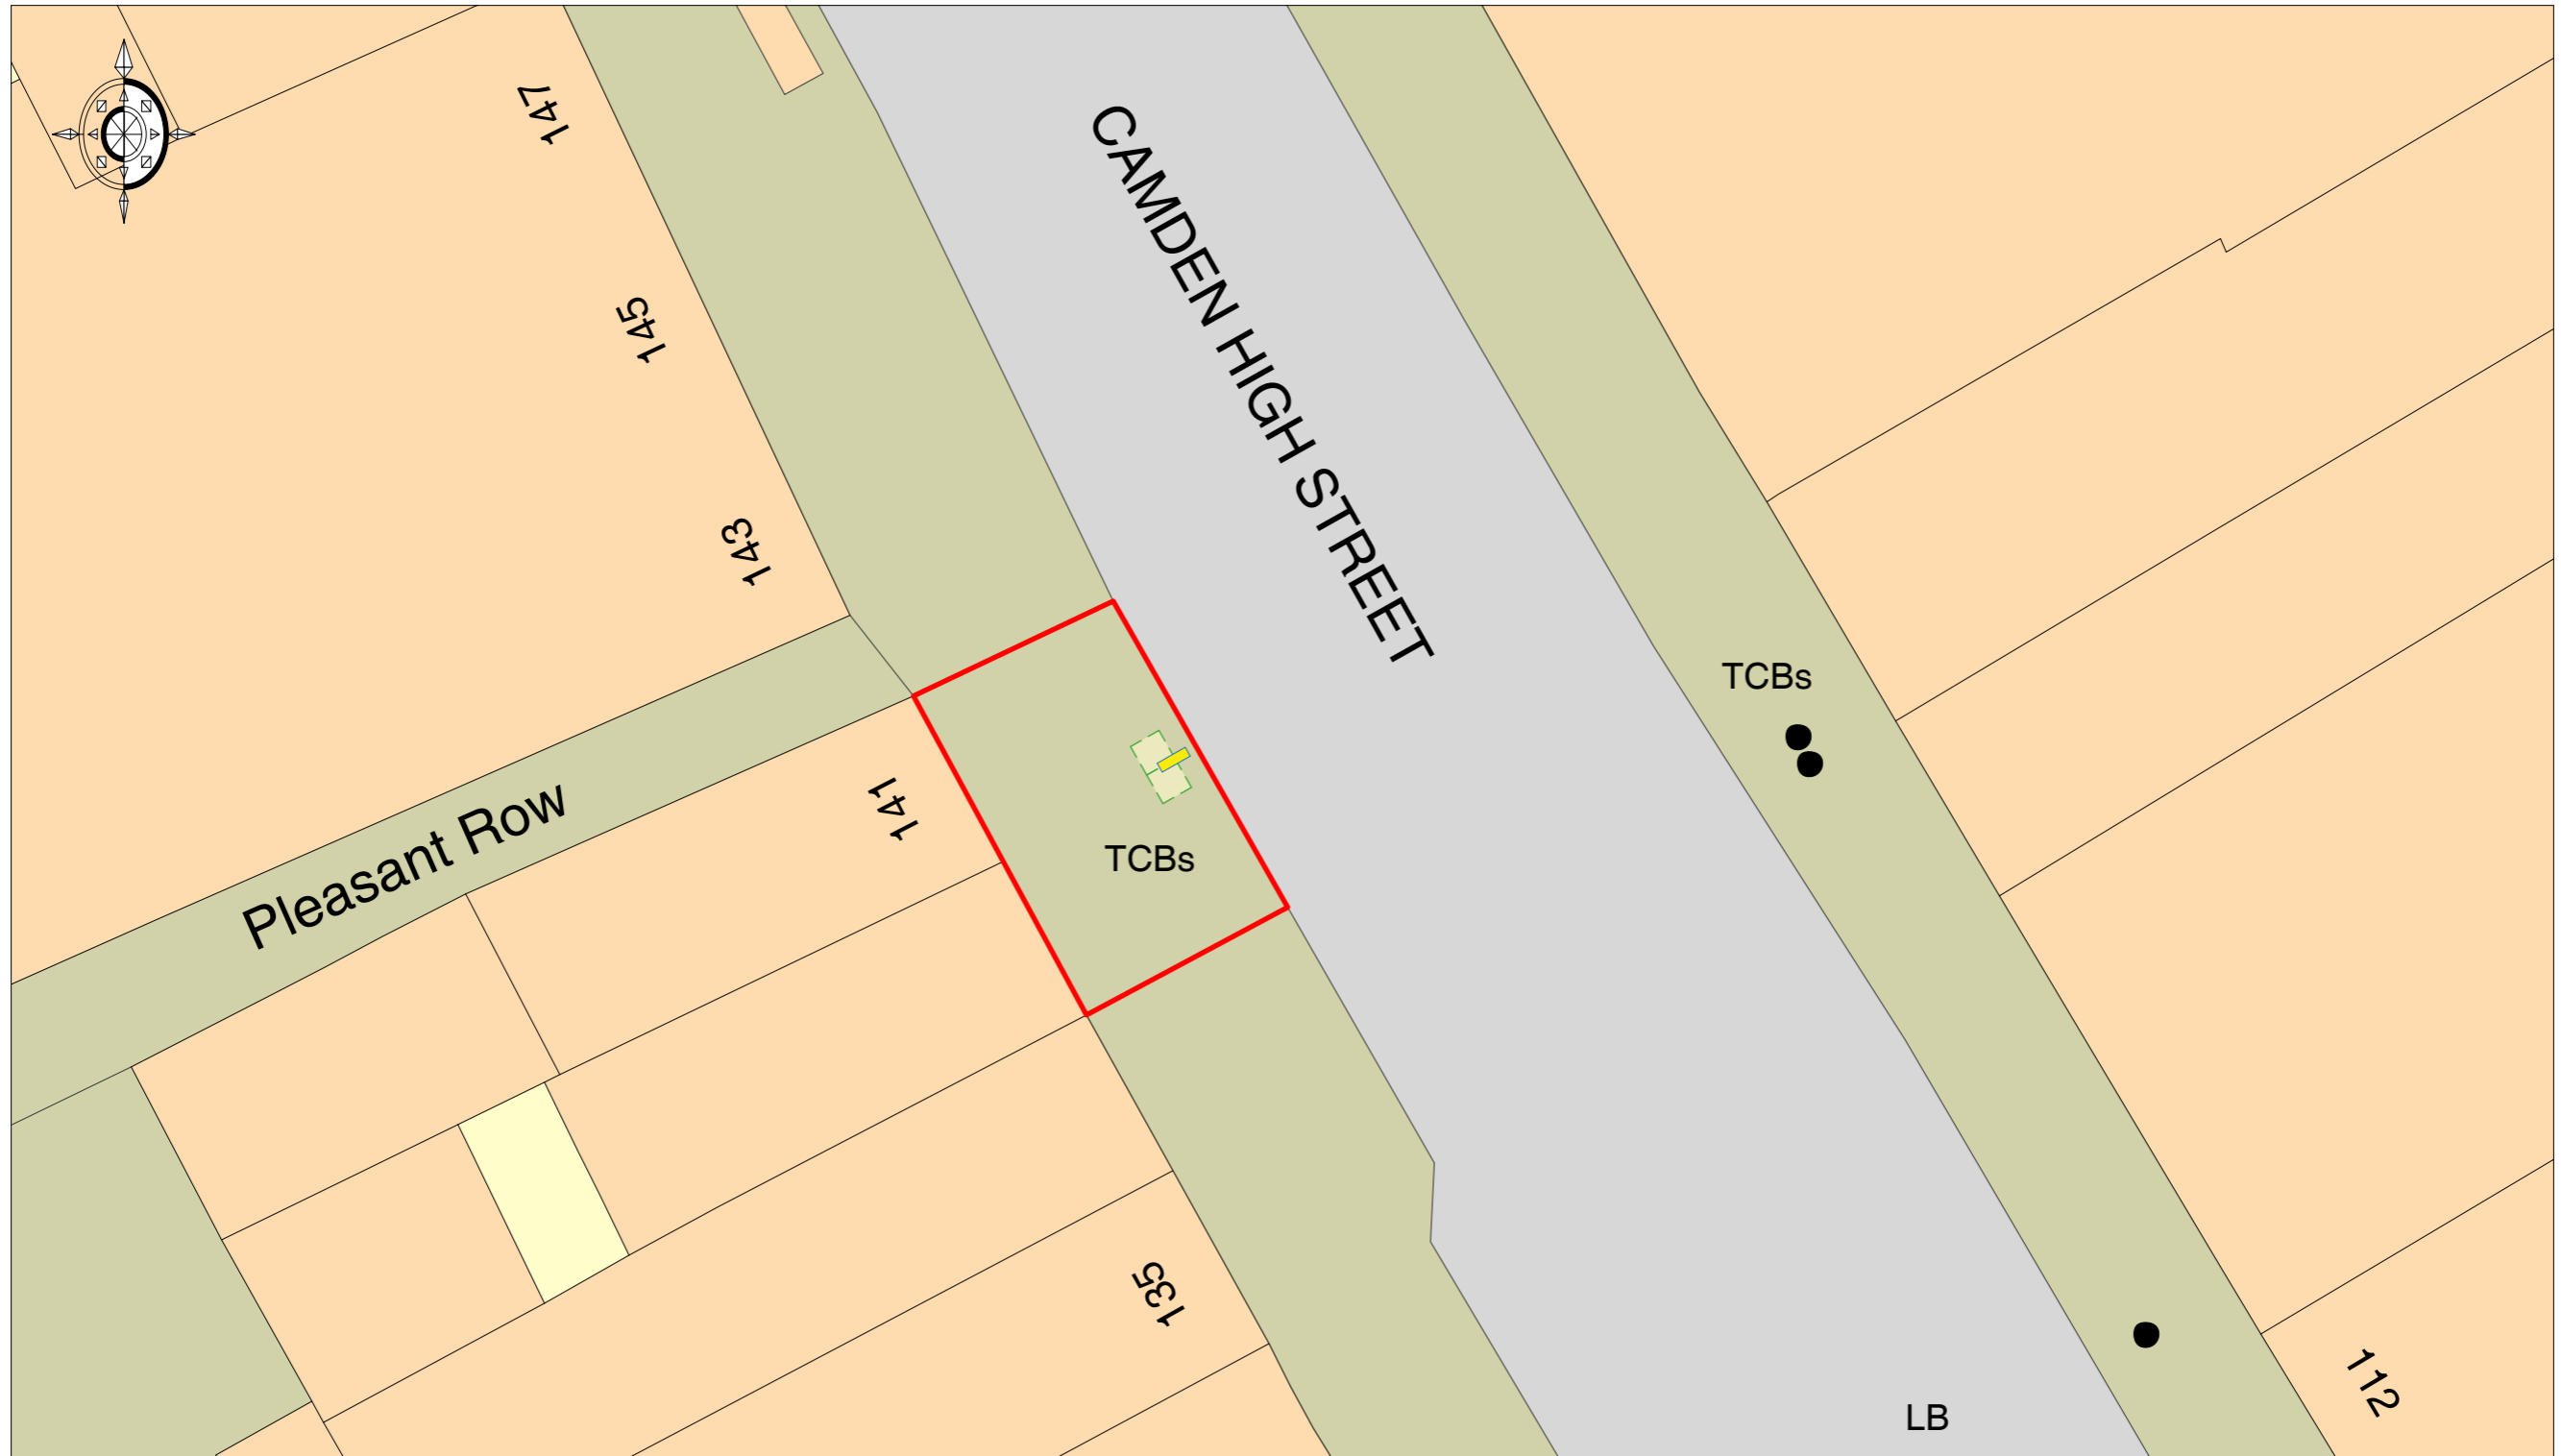 147
CAMDEN HIGH STREET
145
143
TCBs
141
Pleasant Row
TCBs
135
112
LB